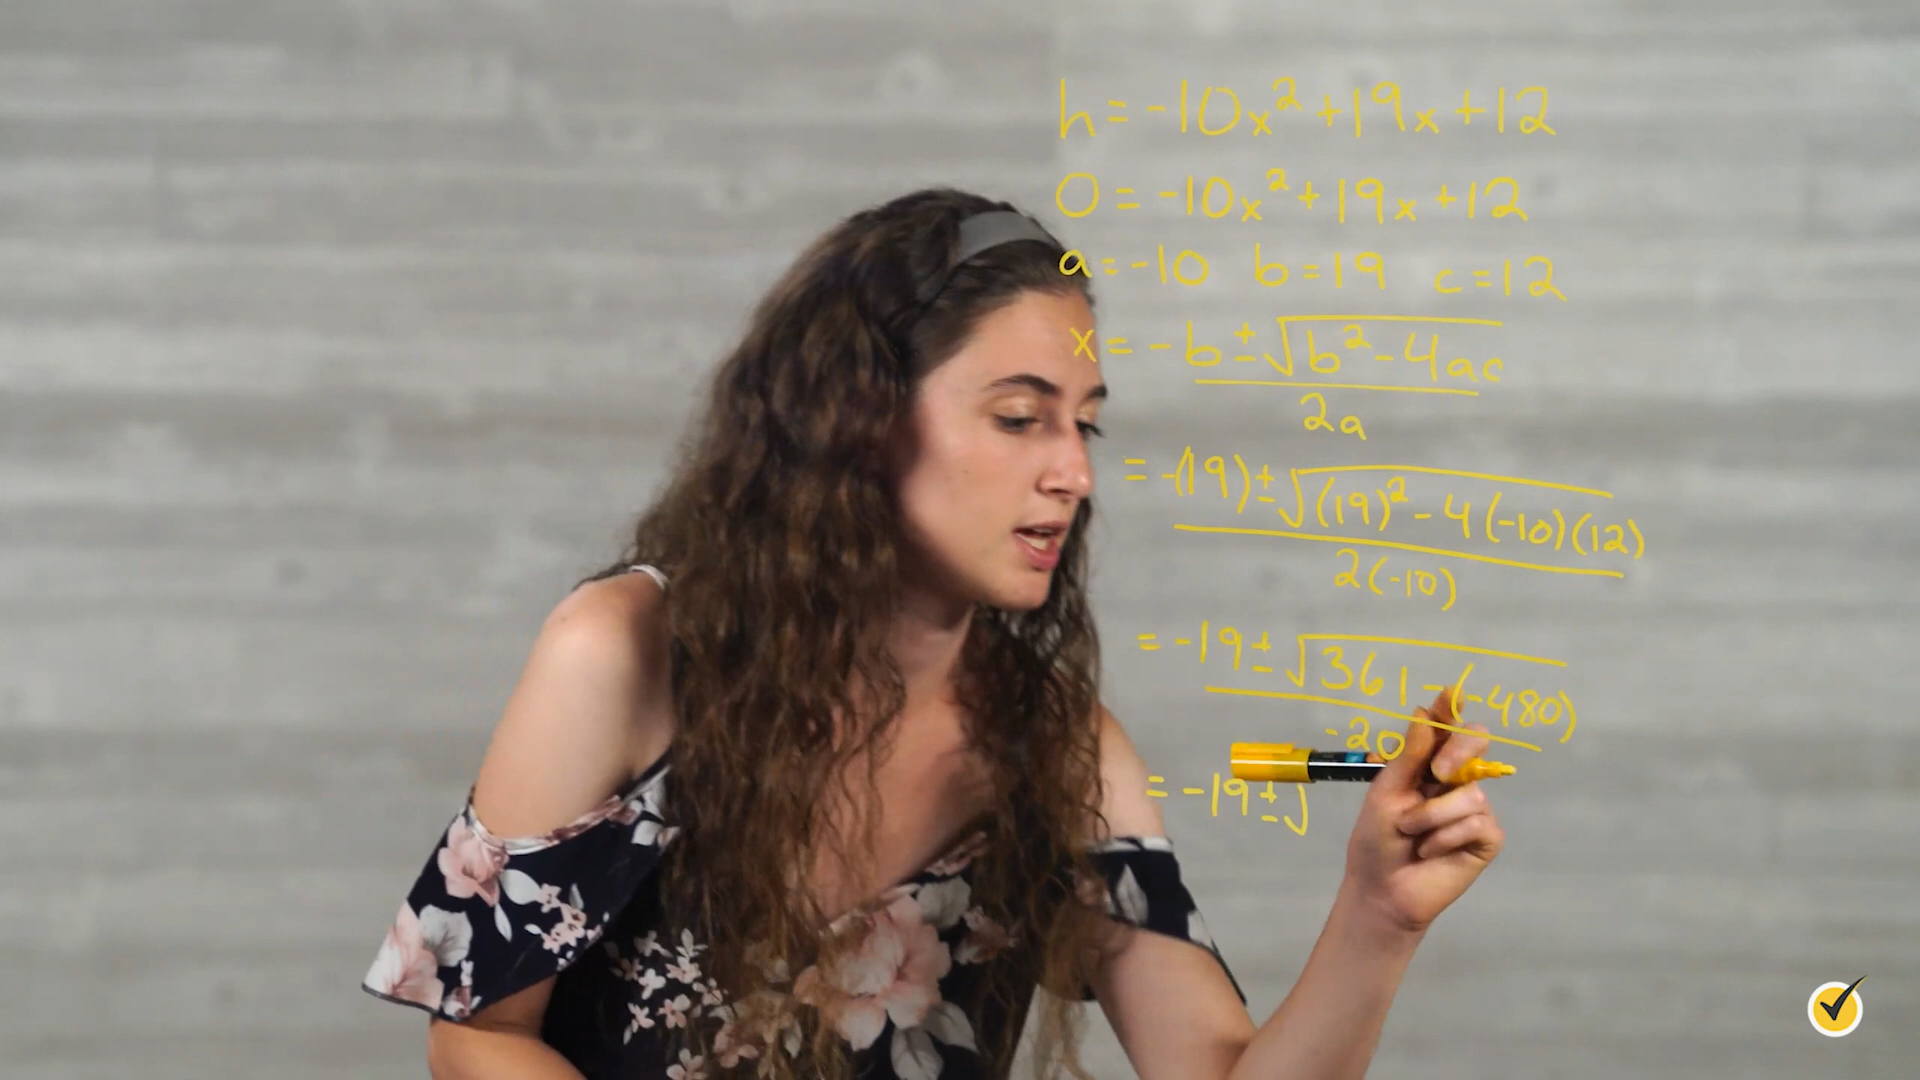 h = -10x² + 19x + 12
0 = -10x² + 19x + 12
a = -10 b = 19 c = 12
x = -b ± √b² - 4ac
2a
= -(19) ± √(19)² - 4(-10)(12)
2(-10)
= -19 ± √361 - (-480)
-20
= -19 ± √